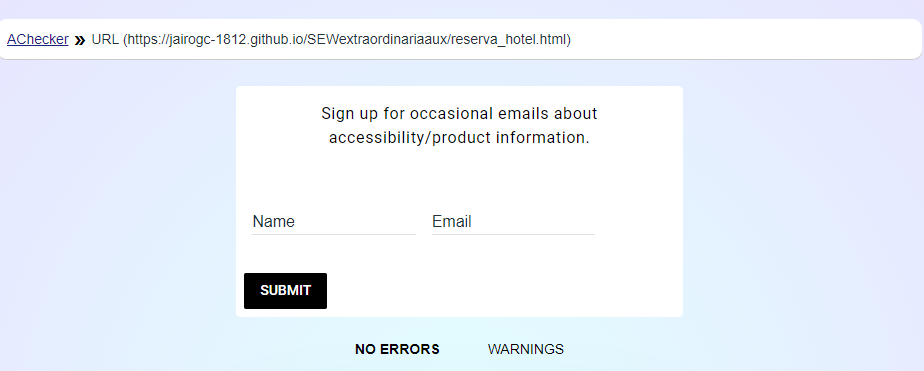 AChecker » URL (https://jairogc-1812.github.io/SEWextraordinariaaux/reserva_hotel.html)
Sign up for occasional emails about
accessibility/product information.
Name Email
SUBMIT
NO ERRORS WARNINGS